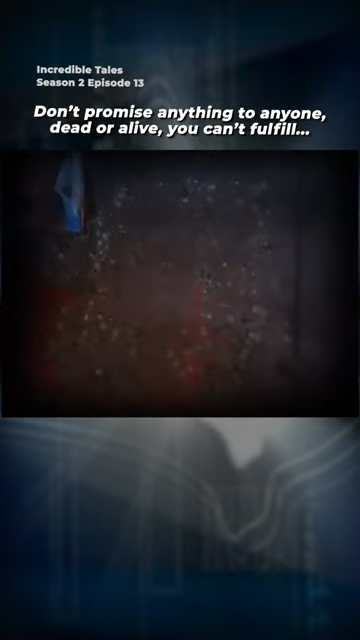 Incredible Tales
Season 2 Episode 13
Don't promise anything to anyone,
dead or alive, you can't fulfill...